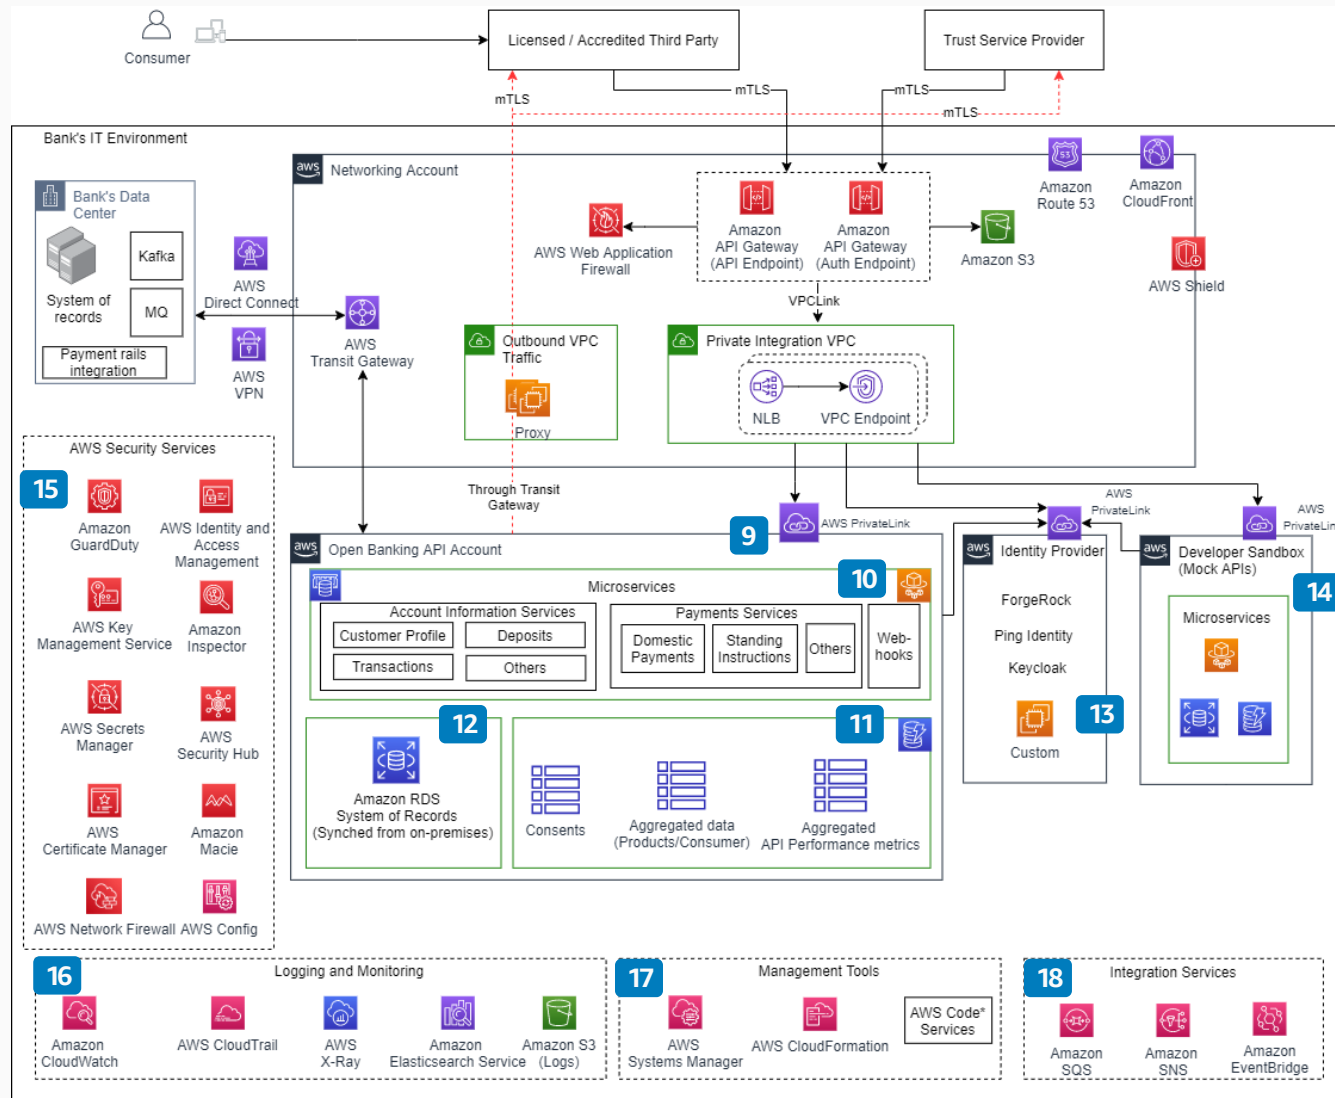 Consumer
Licensed / Accredited Third Party
Trust Service Provider
mTLS
mTLS
mTLS
mTLS
Bank's IT Environment
aws
Networking Account
Bank's Data
Center
System of
records
Kafka
MQ
Payment rails
integration
AWS
Direct Connect
AWS
VPN
AWS
Transit Gateway
AWS Web Application
Firewall
Amazon
API Gateway
(API Endpoint)
Amazon
API Gateway
(Auth Endpoint)
Amazon S3
53
Amazon
Route 53
Amazon
CloudFront
AWS Shield
VPCLink
Outbound VPC
Traffic
Proxy
Private Integration VPC
NLB
VPC Endpoint
Through Transit
Gateway
AWS Security Services
15
Amazon
GuardDuty
AWS Identity and
Access
Management
AWS Key
Management Service
Amazon
Inspector
AWS Secrets
Manager
AWS
Security Hub
AWS
Certificate Manager
Amazon
Macie
AWS Network Firewall
AWS Config
9
AWS PrivateLink
AWS
PrivateLink
AWS
PrivateLink
aws
Open Banking API Account
10
Microservices
Account Information Services
Customer Profile
Deposits
Transactions
Others
Payments Services
Domestic
Payments
Standing
Instructions
Others
Web-
hooks
12
Amazon RDS
System of Records
(Synched from on-premises)
11
Consents
Aggregated data
(Products/Consumer)
Aggregated
API Performance metrics
aws
Identity Provider
ForgeRock
Ping Identity
Keycloak
13
Custom
aws
Developer Sandbox
(Mock APIs)
14
Microservices
16
Logging and Monitoring
Amazon
CloudWatch
AWS CloudTrail
AWS
X-Ray
Amazon
Elasticsearch Service
Amazon S3
(Logs)
17
Management Tools
AWS
Systems Manager
AWS CloudFormation
AWS Code*
Services
18
Integration Services
Amazon
SQS
Amazon
SNS
Amazon
EventBridge